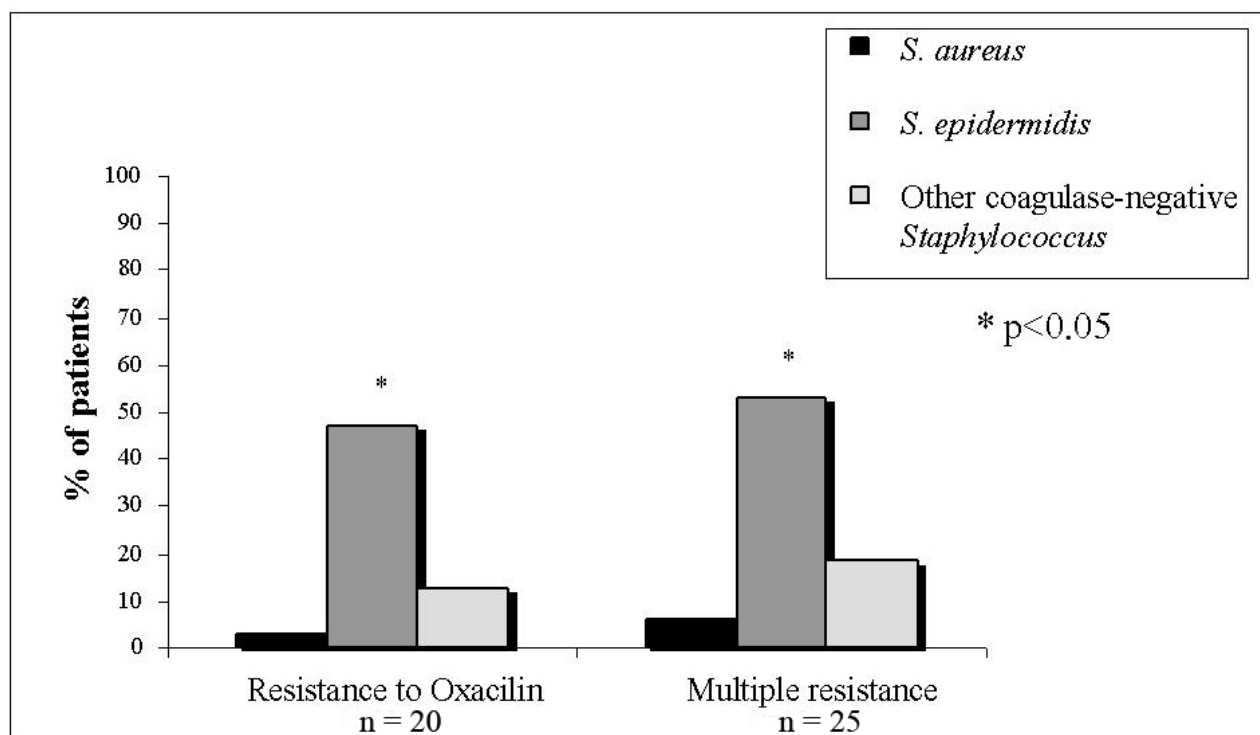 S. aureus
S. epidermidis
Other coagulase-negative
Staphylococcus
* p<0.05
% of patients
100
90
80
70
60
50
40
30
20
10
0
*
*
Resistance to Oxacilin
n = 20
Multiple resistance
n = 25